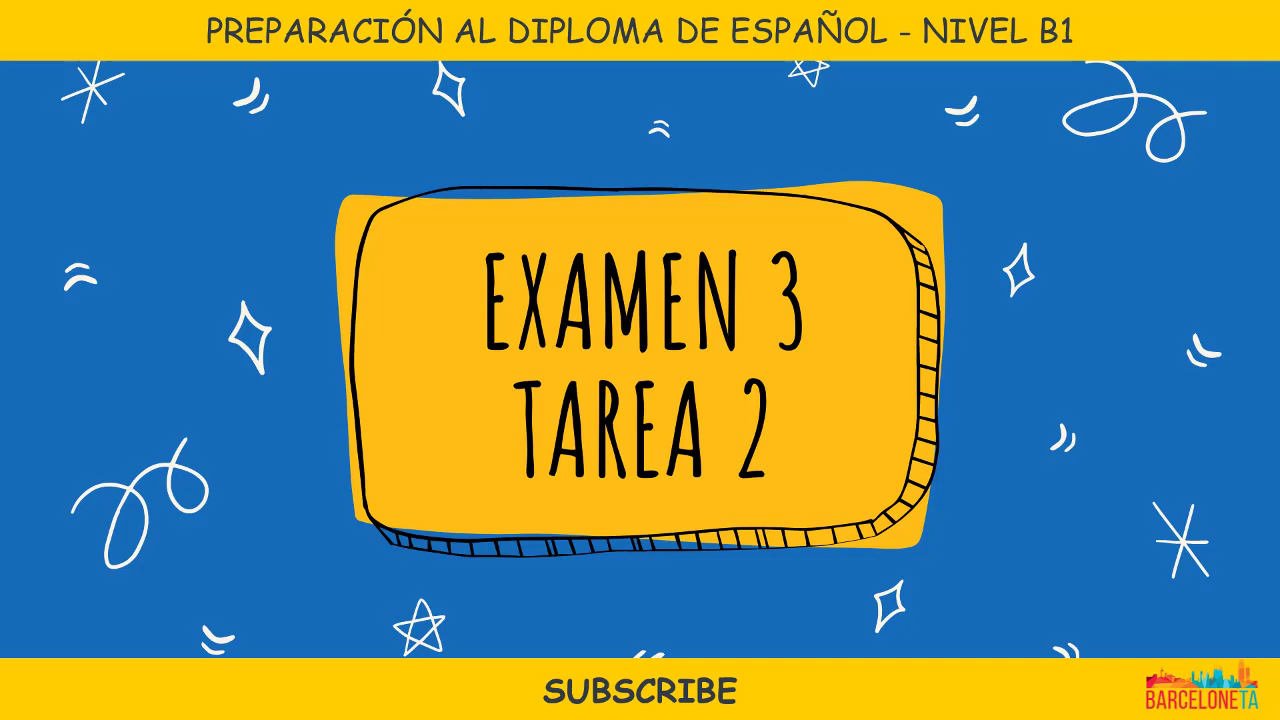 PREPARACIÓN AL DIPLOMA DE ESPAÑOL - NIVEL B1
EXAMEN 3
TAREA 2
SUBSCRIBE
BARCELONETA